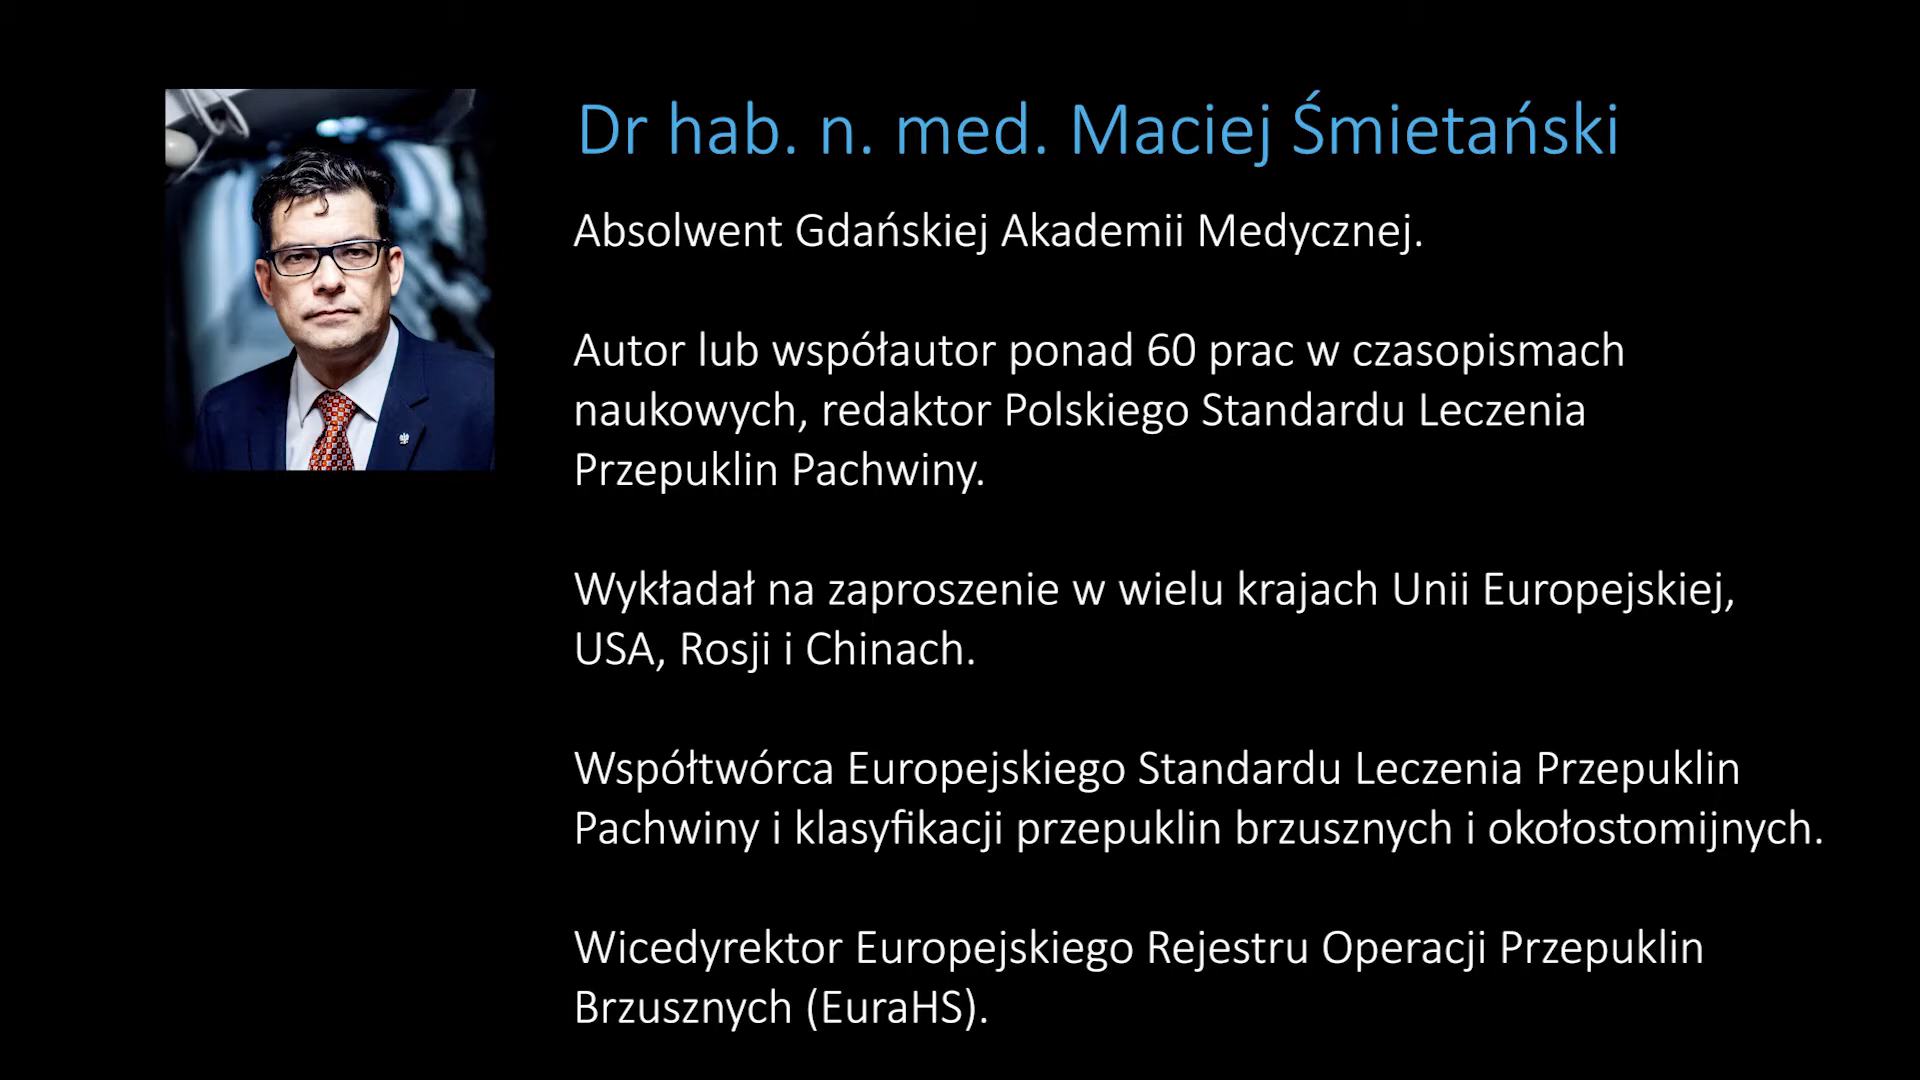 Dr hab. n. med. Maciej Śmietański
Absolwent Gdańskiej Akademii Medycznej.
Autor lub współautor ponad 60 prac w czasopismach
naukowych, redaktor Polskiego Standardu Leczenia
Przepuklin Pachwiny.
Wykładał na zaproszenie w wielu krajach Unii Europejskiej,
USA, Rosji i Chinach.
Współtwórca Europejskiego Standardu Leczenia Przepuklin
Pachwiny i klasyfikacji przepuklin brzusznych i okołostomijnych.
Wicedyrektor Europejskiego Rejestru Operacji Przepuklin
Brzusznych (EuraHS).